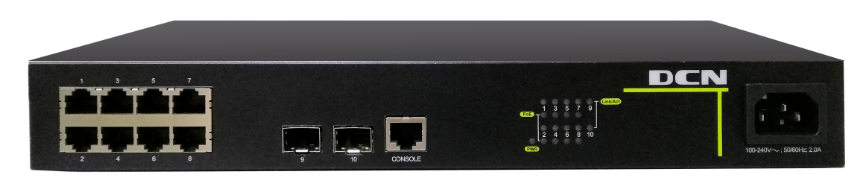 DCN
1 3 5 7
2 4 6 8
9 10
CONSOLE
1 3 5 7 9
Link/Act
PoE
2 4 6 8 10
PWR
100-240V～; 50/60Hz; 2.0A